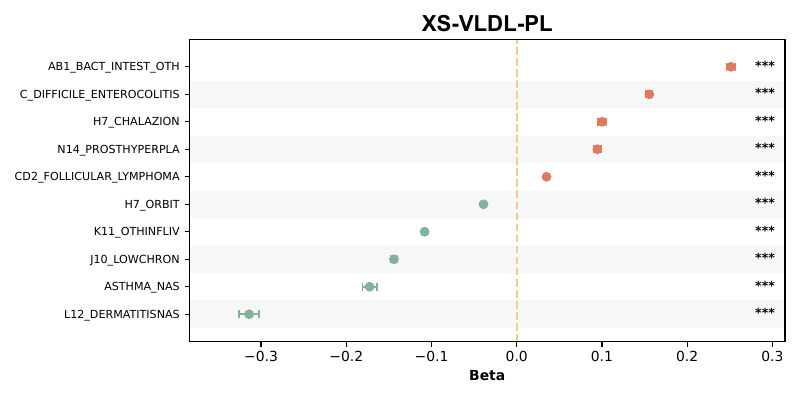 XS-VLDL-PL
AB1_BACT_INTEST_OTH ***
C_DIFFICILE_ENTEROCOLITIS ***
H7_CHALAZION ***
N14_PROSTHYPERPLA ***
CD2_FOLLICULAR_LYMPHOMA ***
H7_ORBIT ***
K11_OTHINFLIV ***
J10_LOWCHRON ***
ASTHMA_NAS ***
L12_DERMATITISNAS ***
−0.3 −0.2 −0.1 0.0 0.1 0.2 0.3
Beta